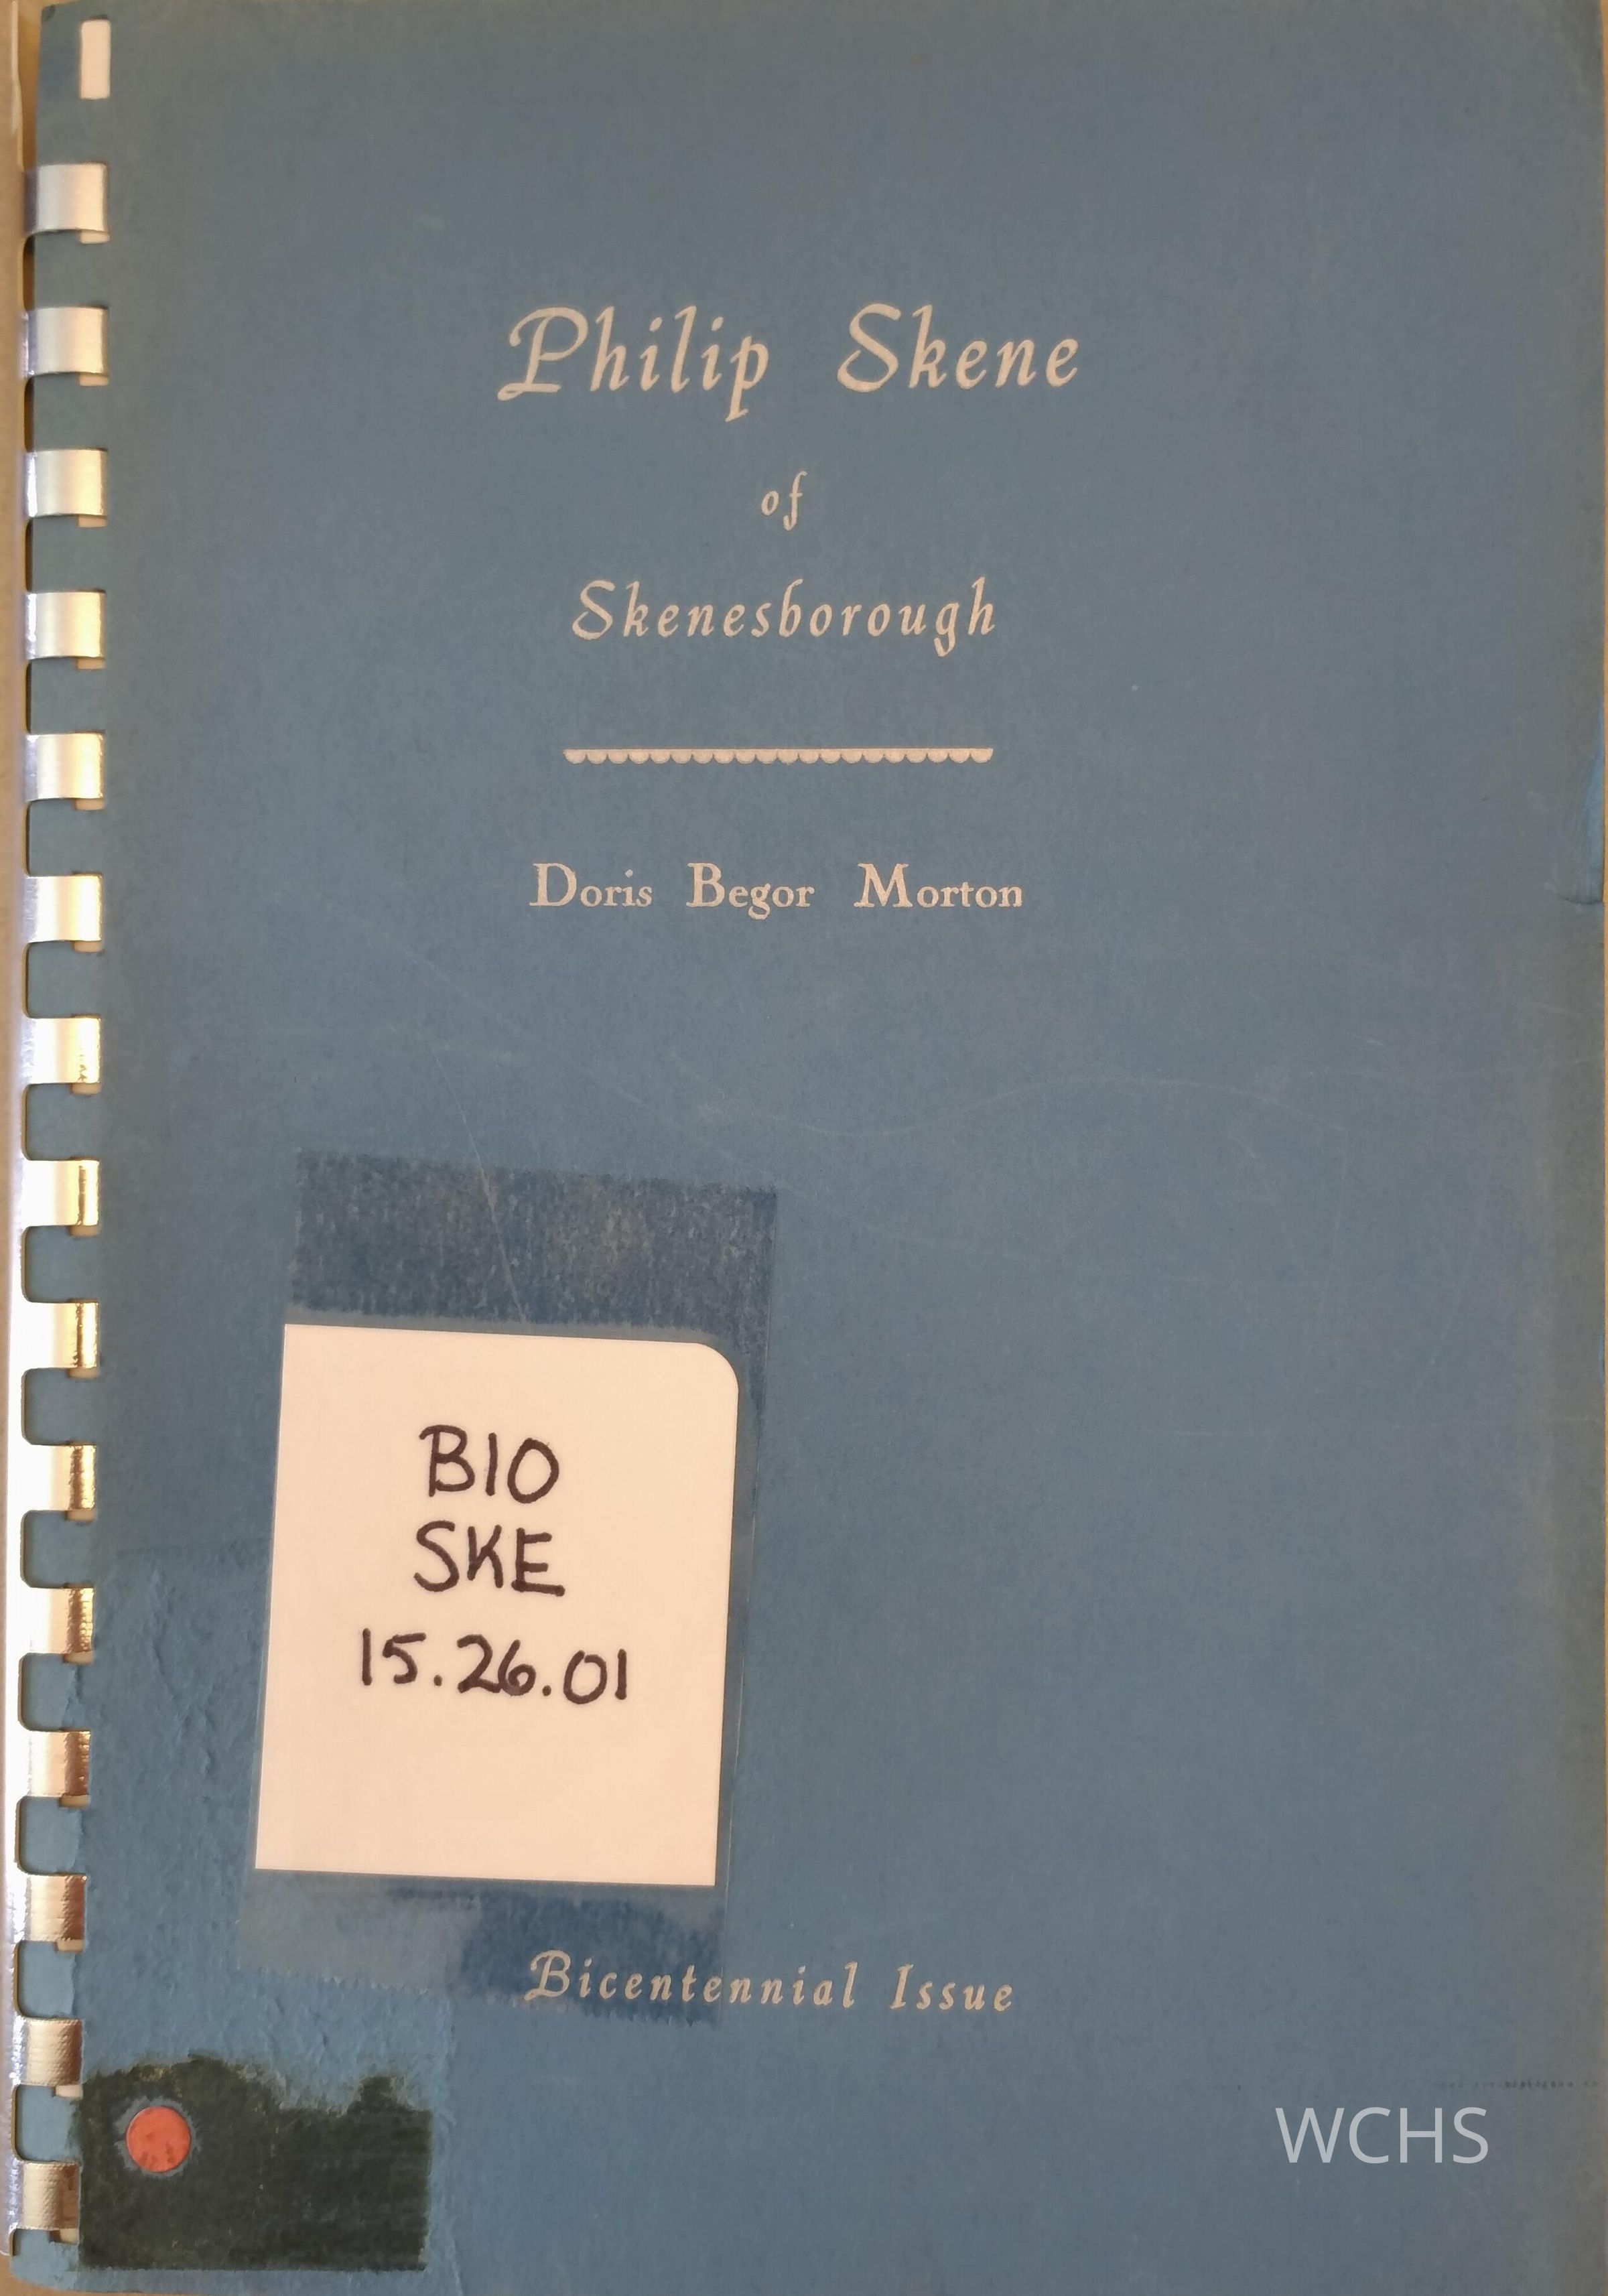 Philip Skene
of
Skenesborough
Doris Begor Morton
BIO
SKE
15.26.01
Bicentennial Issue
WCHS